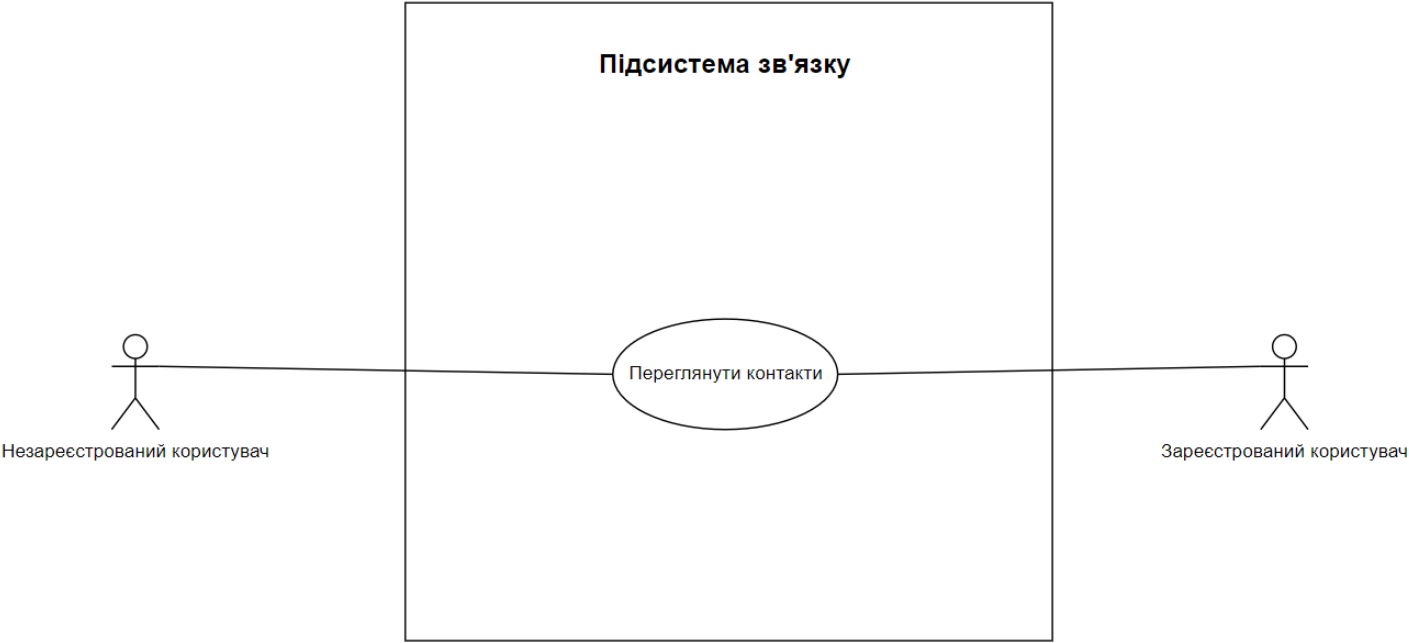 Підсистема зв'язку
Переглянути контакти
Незареєстрований користувач
Зареєстрований користувач